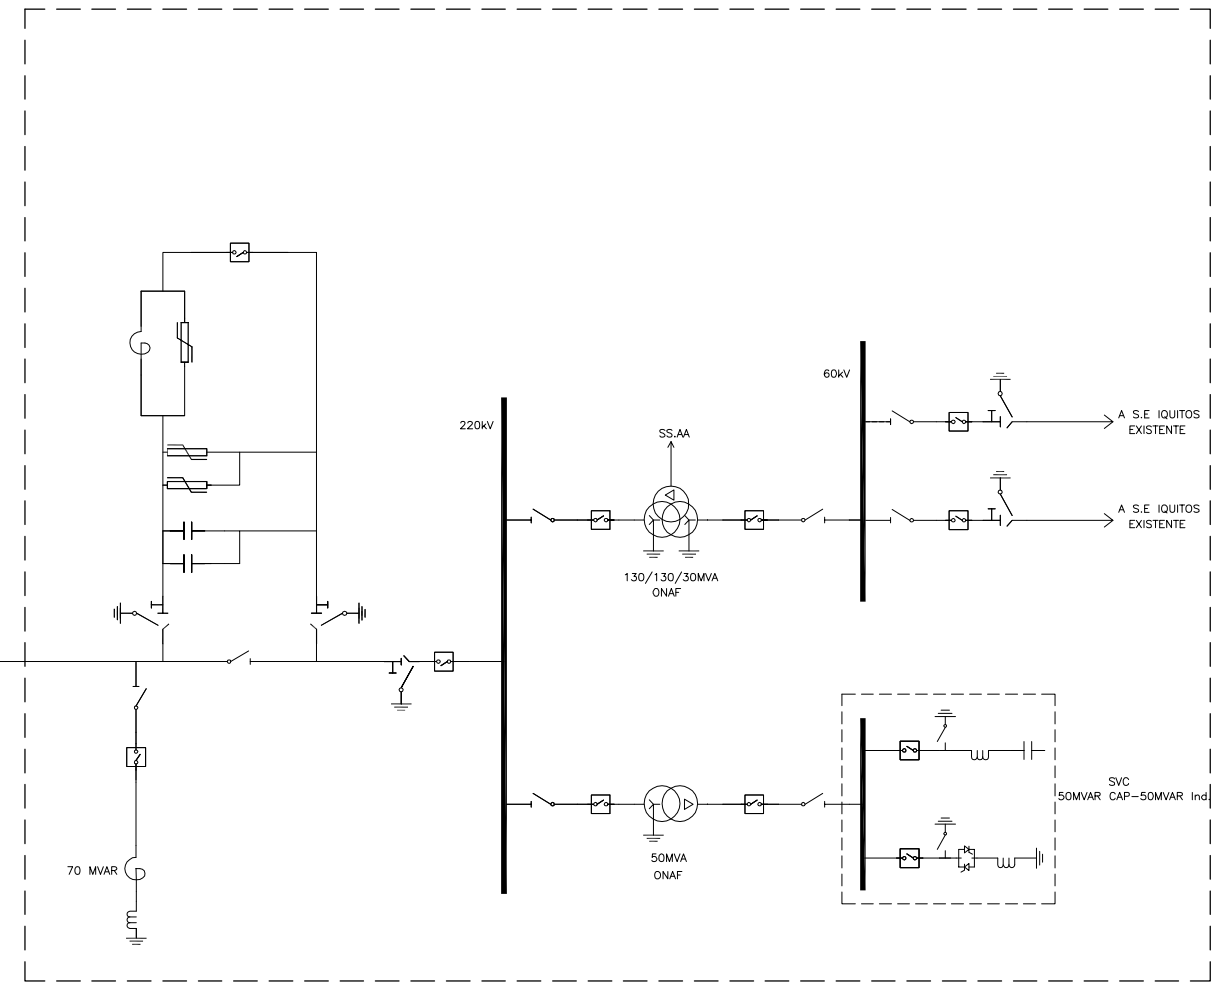 60kV
A S.E IQUITOS
EXISTENTE
220kV
SS.AA
A S.E IQUITOS
EXISTENTE
130/130/30MVA
ONAF
SVC
50MVAR CAP-50MVAR Ind.
70 MVAR
50MVA
ONAF